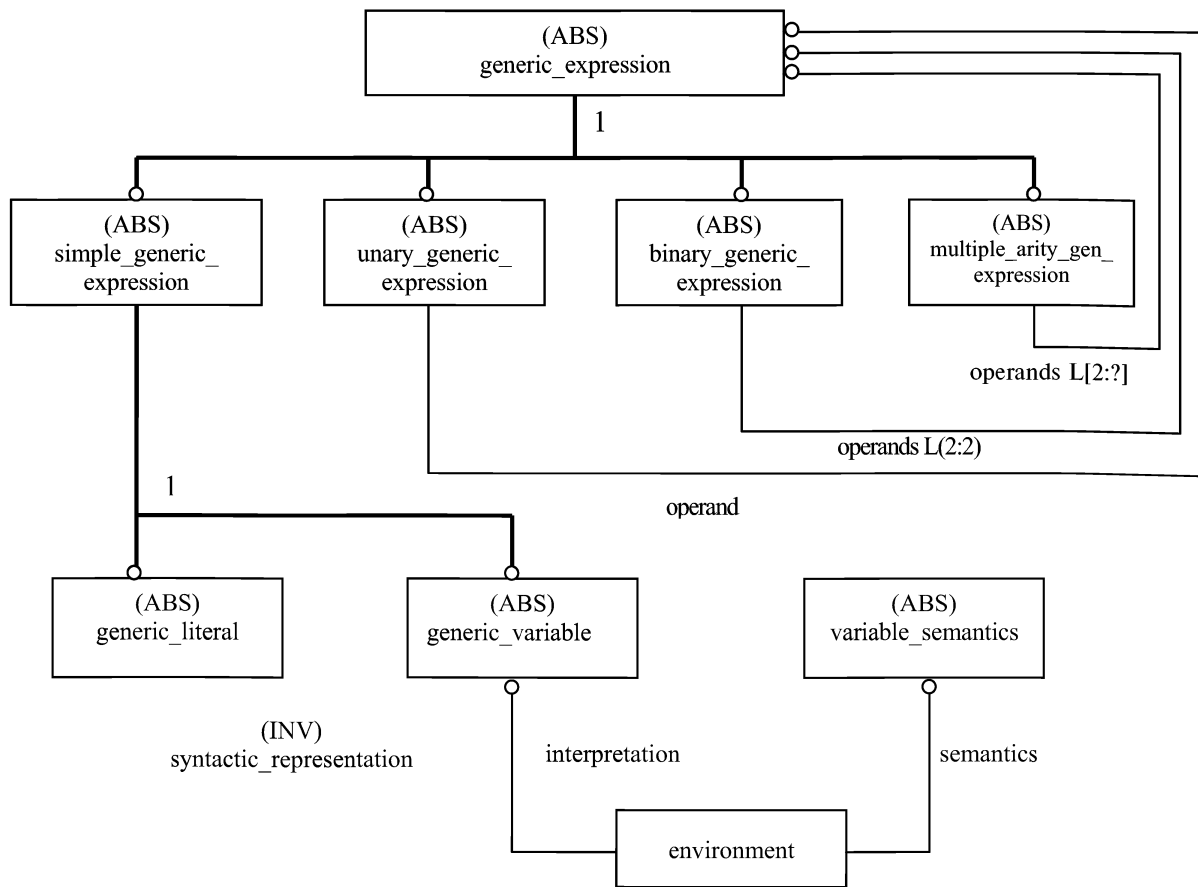 (ABS)
generic_expression
1
(ABS)
simple_generic_
expression
(ABS)
unary_generic_
expression
(ABS)
binary_generic_
expression
(ABS)
multiple_arity_gen_
expression
operands L[2:?]
operands L(2:2)
operand
1
(ABS)
generic_literal
(ABS)
generic_variable
(ABS)
variable_semantics
(INV)
syntactic_representation
interpretation
semantics
environment